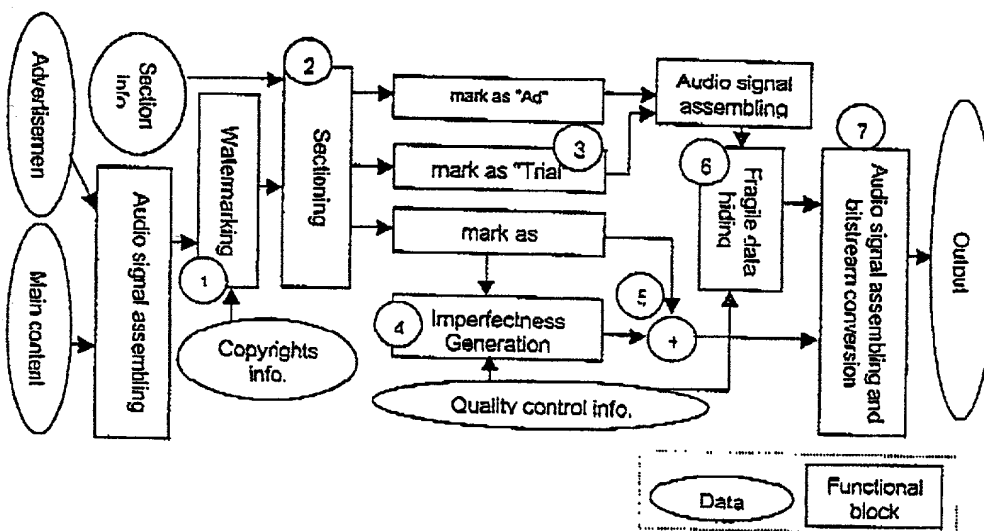 Advertisemen
Main content
Section
info.
Audio signal assembling
Watermarking
1
Copyrights
info.
2
Sectioning
mark as "Ad"
mark as "Trial"
3
mark as
4
Imperfectness
Generation
5
+
Quality control info.
Audio signal
assembling
6
Fragile data
hiding
7
Audio signal assembling and
bitstream conversion
Output
Data
Functional
block